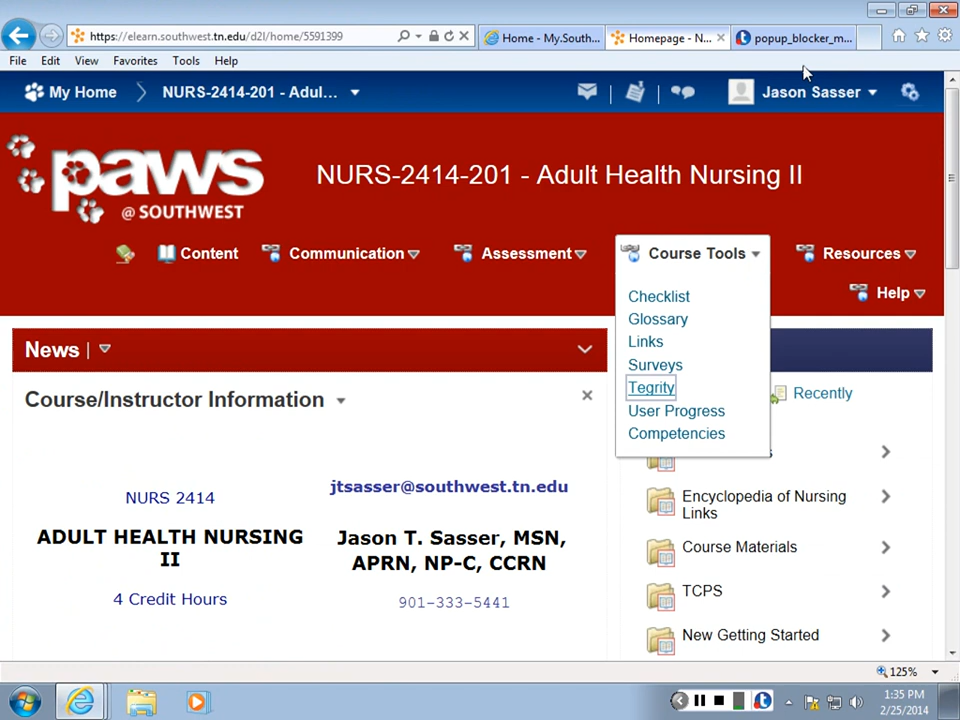 https://elearn.southwest.tn.edu/d2l/home/5591399
Home - My.South...
Homepage - N...
popup_blocker_m...
File Edit View Favorites Tools Help
My Home
NURS-2414-201 - Adul...
Jason Sasser
paws
@ SOUTHWEST
NURS-2414-201 - Adult Health Nursing II
Content
Communication
Assessment
Course Tools
Resources
Help
Checklist
Glossary
Links
Surveys
Tegrity
User Progress
Competencies
News |
Course/Instructor Information
NURS 2414
ADULT HEALTH NURSING
II
4 Credit Hours
jtsasser@southwest.tn.edu
Jason T. Sasser, MSN,
APRN, NP-C, CCRN
901-333-5441
Recently
Encyclopedia of Nursing
Links
Course Materials
TCPS
New Getting Started
125%
1:35 PM
2/25/2014